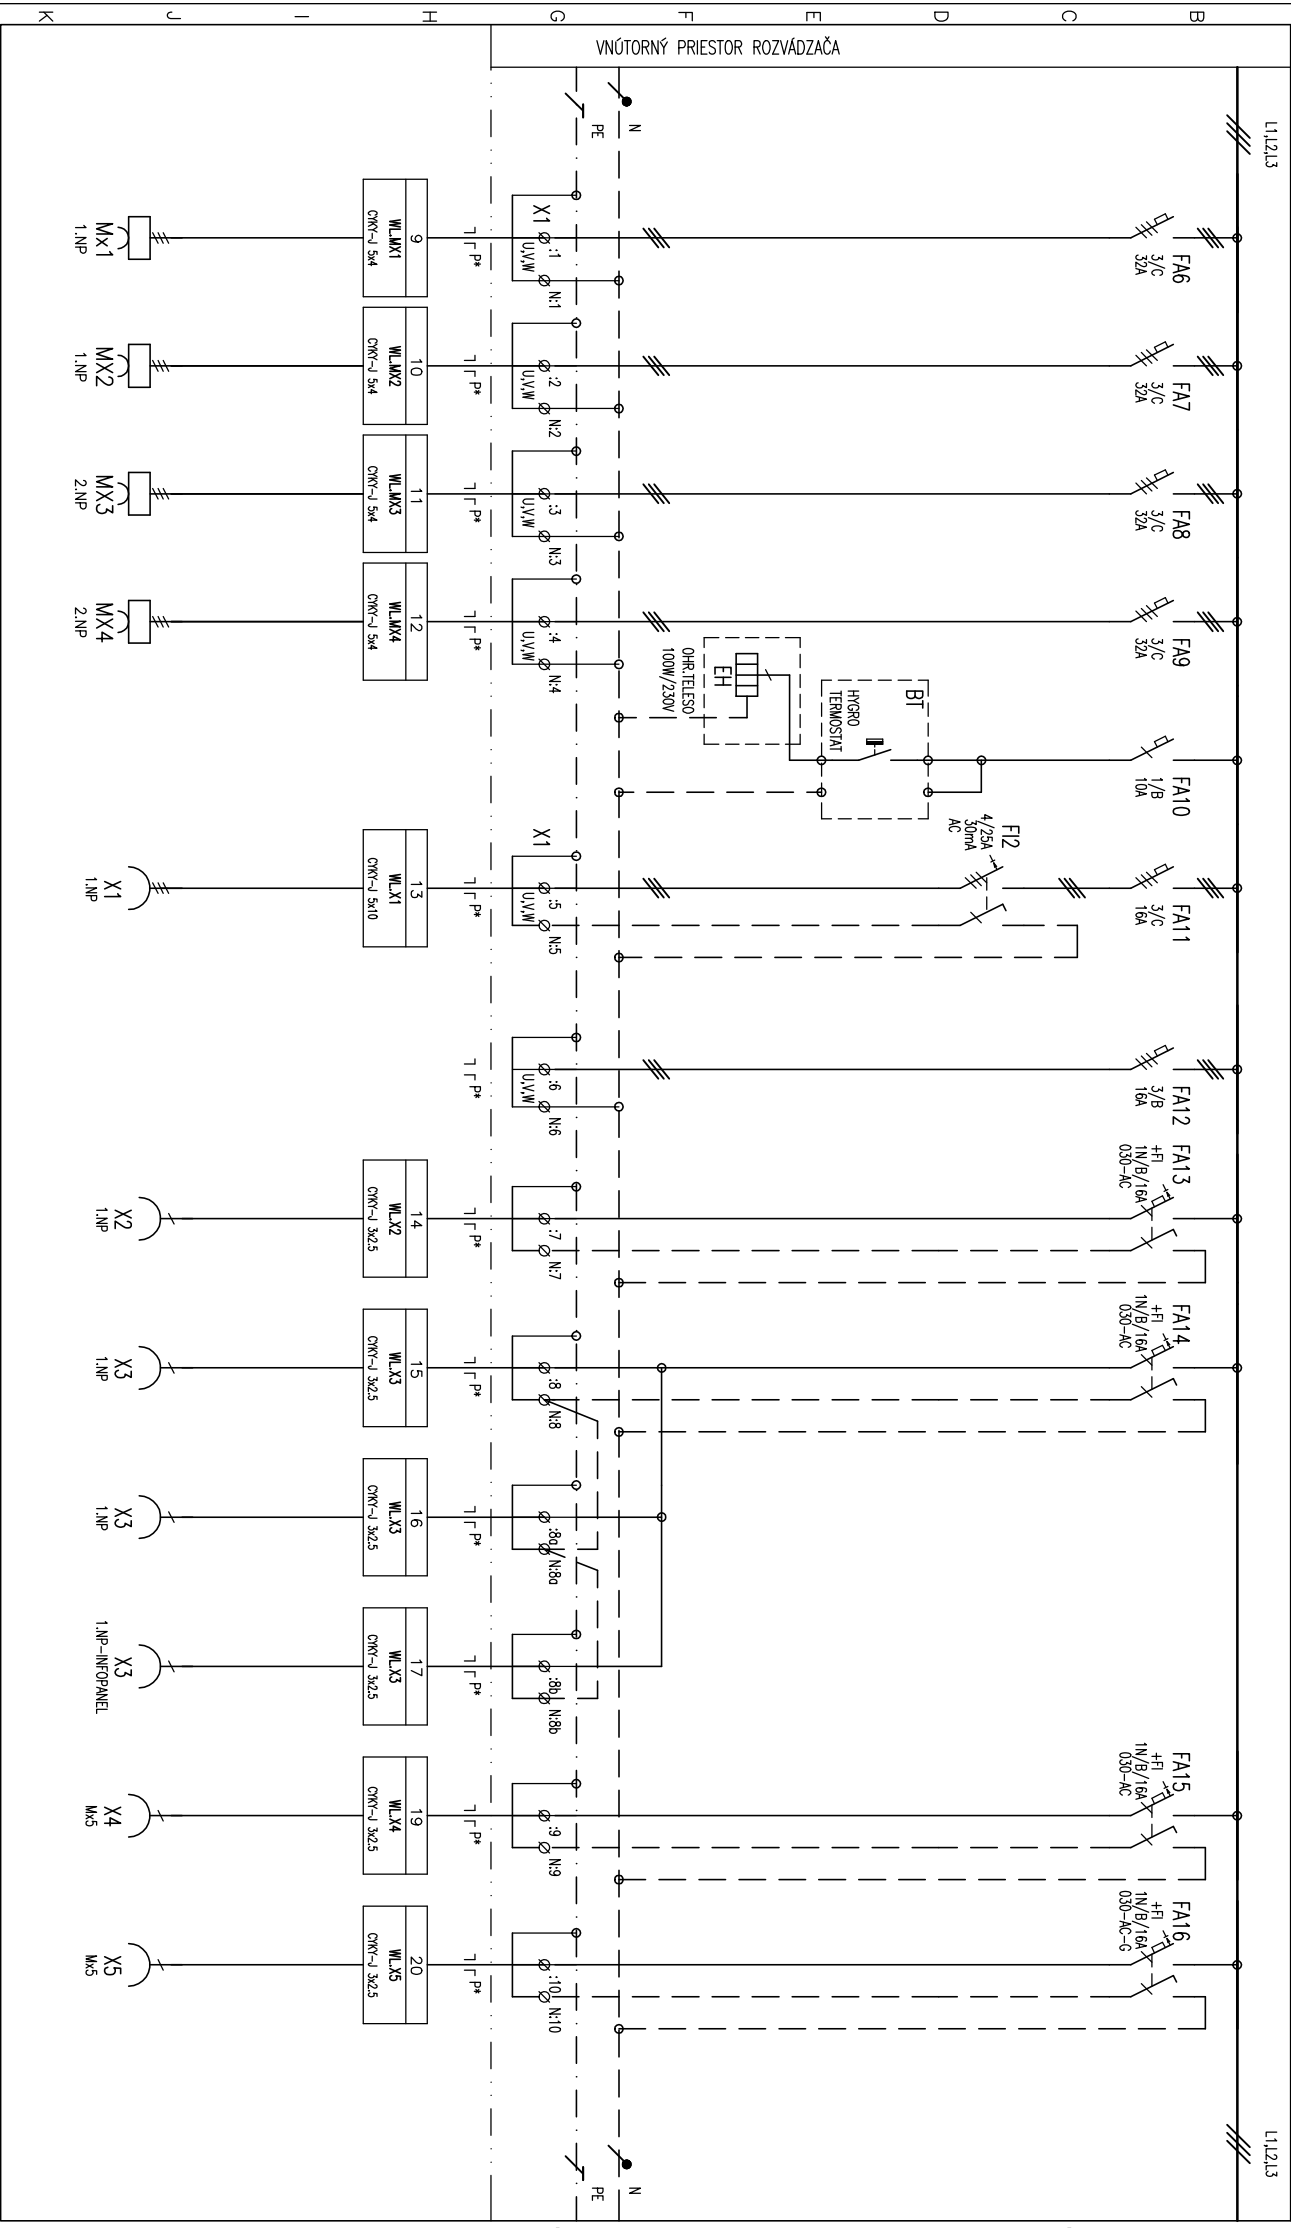 B
C
D
E
F
G
H
I
J
K
VNÚTORNÝ PRIESTOR ROZVÁDZAČA
L1,L2,L3
L1,L2,L3
FA6
3/C
32A
FA7
3/C
32A
FA8
3/C
32A
FA9
3/C
32A
FA10
1/B
10A
FA11
3/C
16A
FA12
3/B
16A
FA13
+FI
1N/B/16A
030-AC
FA14
+FI
1N/B/16A
030-AC
FA15
+FI
1N/B/16A
030-AC
FA16
+FI
1N/B/16A
030-AC-G
FI2
4/25A
30mA
AC
BT
HYGRO
TERMOSTAT
EH
OHR.TELESO
100W/230V
N
PE
N
PE
X1
:1
U,V,W
N:1
:2
U,V,W
N:2
:3
U,V,W
N:3
:4
U,V,W
N:4
X1
:5
U,V,W
N:5
:6
U,V,W
N:6
:7
N:7
:8
N:8
:8a
N:8a
:8b
N:8b
:9
N:9
:10
N:10
P*
P*
P*
P*
P*
P*
P*
P*
P*
P*
P*
P*
9
WL.MX1
CYKY-J 5x4
10
WL.MX2
CYKY-J 5x4
11
WL.MX3
CYKY-J 5x4
12
WL.MX4
CYKY-J 5x4
13
WL.X1
CYKY-J 5x10
14
WL.X2
CYKY-J 3x2.5
15
WL.X3
CYKY-J 3x2.5
16
WL.X3
CYKY-J 3x2.5
17
WL.X3
CYKY-J 3x2.5
19
WL.X4
CYKY-J 3x2.5
20
WL.X5
CYKY-J 3x2.5
Mx1
1.NP
MX2
1.NP
MX3
2.NP
MX4
2.NP
X1
1.NP
X2
1.NP
X3
1.NP
X3
1.NP
X3
1.NP-INFOPANEL
X4
Mx5
X5
Mx5